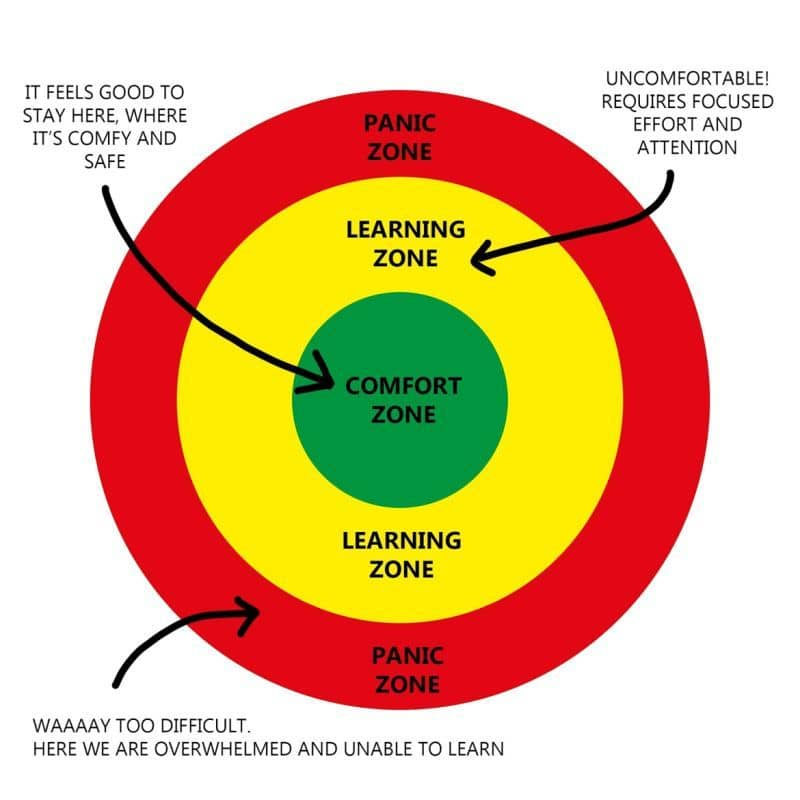 IT FEELS GOOD TO
STAY HERE, WHERE
IT'S COMFY AND
SAFE
UNCOMFORTABLE!
REQUIRES FOCUSED
EFFORT AND
ATTENTION
PANIC
ZONE
LEARNING
ZONE
COMFORT
ZONE
LEARNING
ZONE
PANIC
ZONE
WAAAAY TOO DIFFICULT.
HERE WE ARE OVERWHELMED AND UNABLE TO LEARN